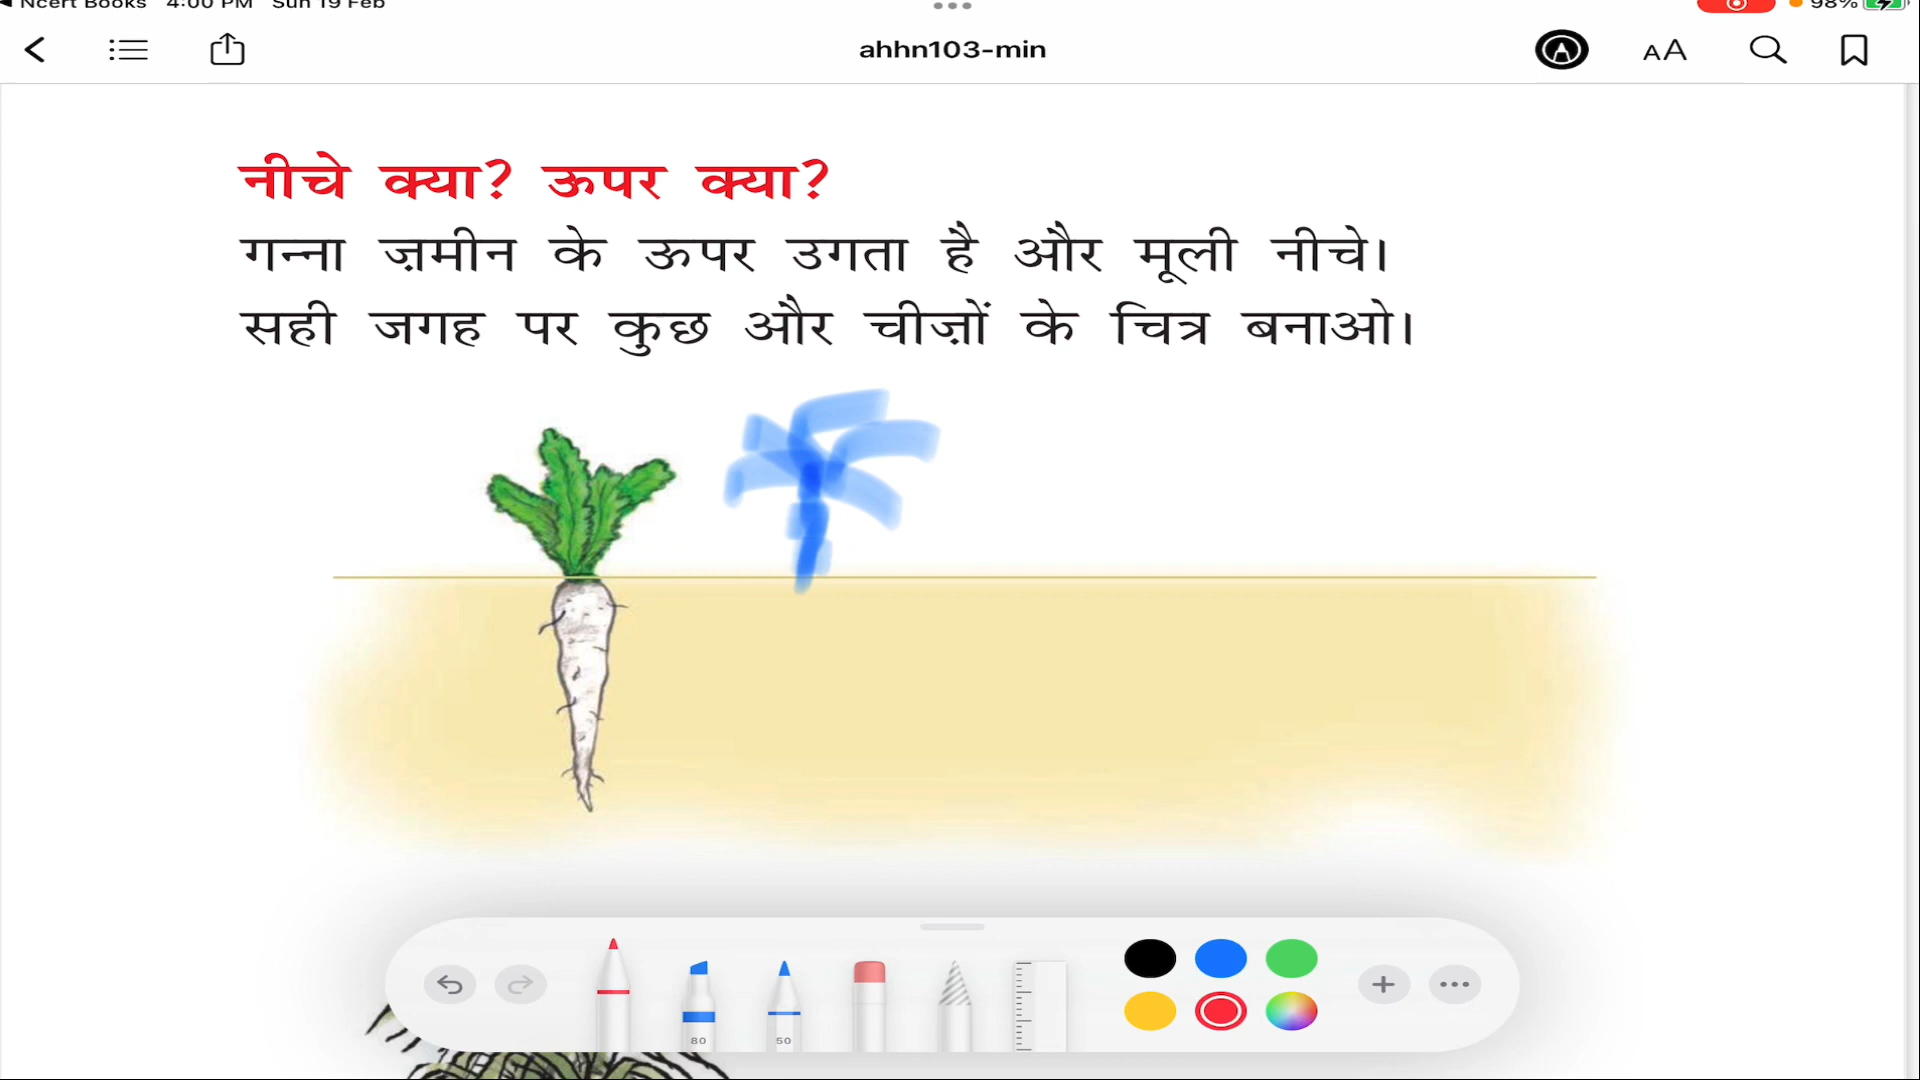 Ncert Books 4:00 PM Sun 19 Feb 98%
ahhn103-min AA
नीचे क्या? ऊपर क्या?
गन्ना ज़मीन के ऊपर उगता है और मूली नीचे।
सही जगह पर कुछ और चीज़ों के चित्र बनाओ।
80 50